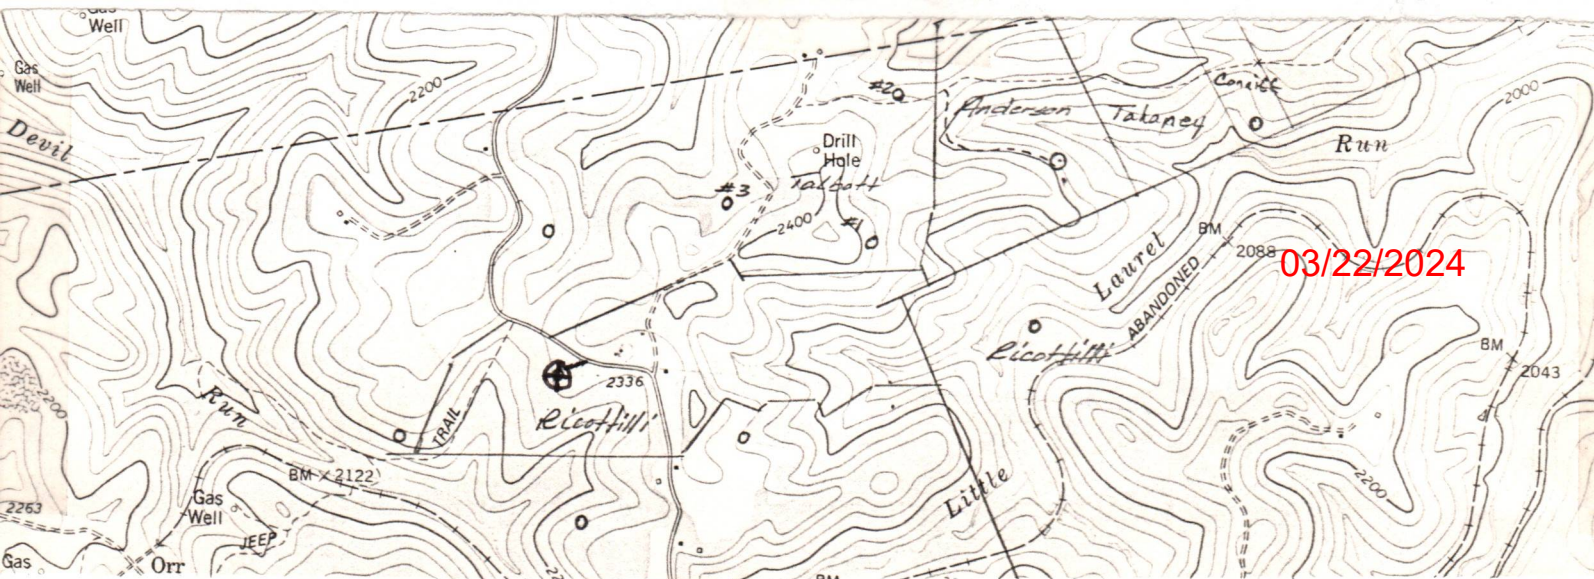 Gas
Well
Gas
Well
2200
Devil
#2
Anderson
Takaney
Conitt
2000
Run
Drill
Hole
Talbott
#3
2400
#1
BM
2088
03/22/2024
Laurel
ABANDONED
Ricottilli
BM
2043
2336
Ricottilli
2200
Run
TRAIL
BM × 2122
Gas
Well
JEEP
2263
Gas
Orr
Little
2200
BM